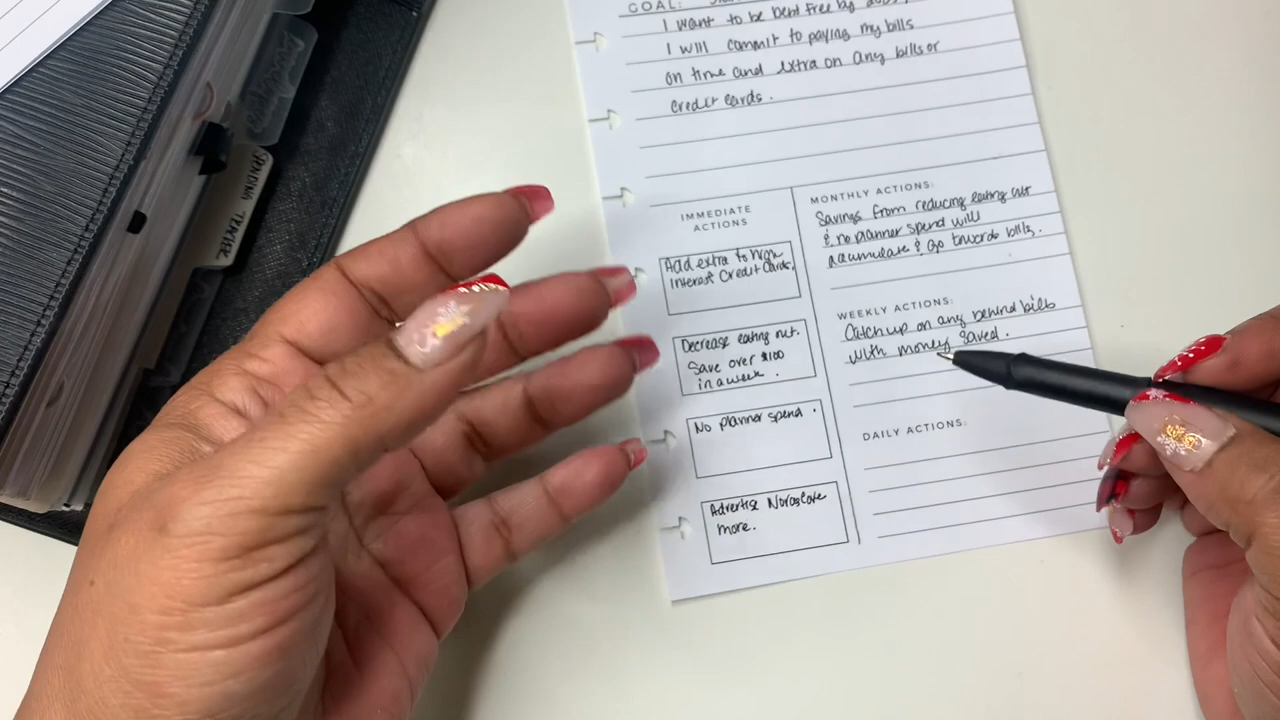 GOAL:
I want to be debt free by
I will commit to paying my bills
on time and extra on any bills or
credit cards.
IMMEDIATE
ACTIONS
Add extra to high
interest Credit Cards.
Decrease eating out.
Save over $100
in a week.
No planner spend.
Advertise
more.
MONTHLY ACTIONS:
Savings from reducing eating out
& no planner spend will
accumulate & go towards bills.
WEEKLY ACTIONS:
Catch up on any behind bills
with money saved.
DAILY ACTIONS:
SPENDING TRACKER